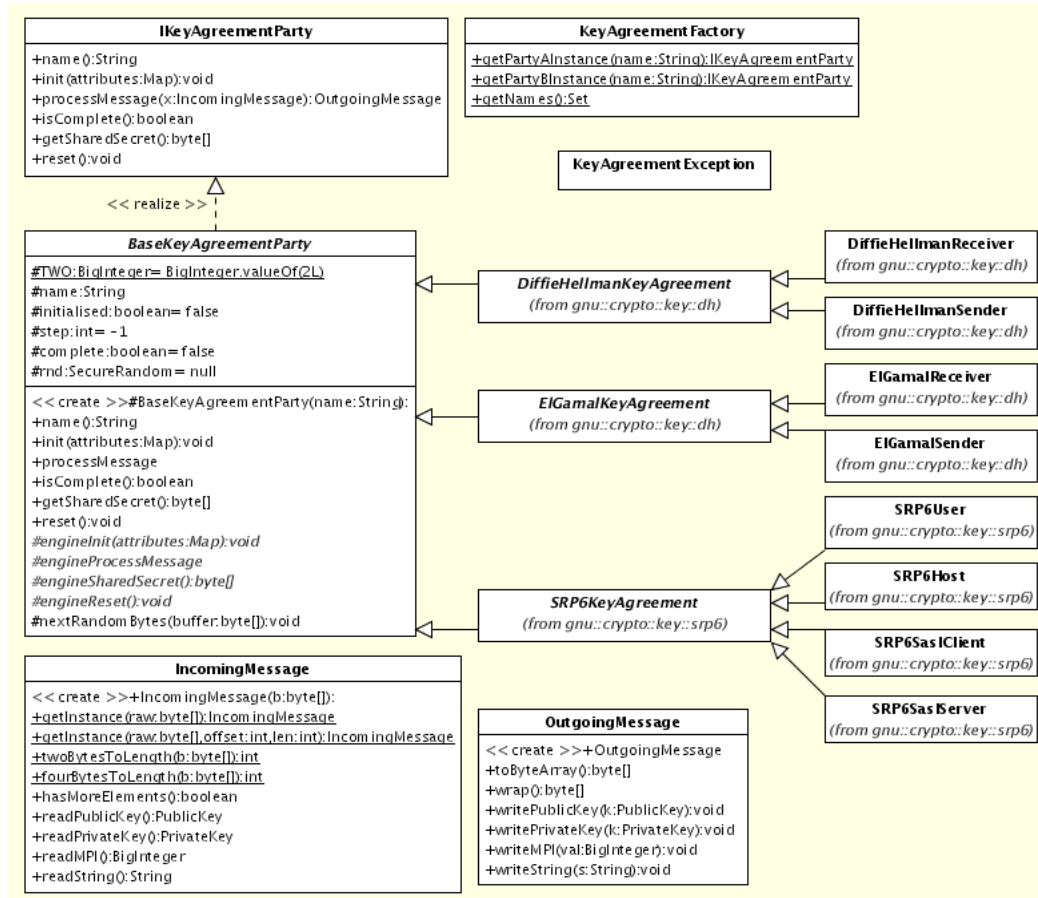 IKeyAgreementParty
+name():String
+init(attributes:Map):void
+processMessage(x:IncomingMessage):OutgoingMessage
+isComplete():boolean
+getSharedSecret():byte[]
+reset():void
KeyAgreementFactory
+getPartyAInstance(name:String):IKeyAgreementParty
+getPartyBInstance(name:String):IKeyAgreementParty
+getNames():Set
KeyAgreementException
<< realize >>
BaseKeyAgreementParty
#TWO:BigInteger= BigInteger.valueOf(2L)
#name:String
#initialised:boolean= false
#step:int= -1
#complete:boolean= false
#rnd:SecureRandom= null
<< create >>#BaseKeyAgreementParty(name:String):
+name():String
+init(attributes:Map):void
+processMessage
+isComplete():boolean
+getSharedSecret():byte[]
+reset():void
#engineInit(attributes:Map):void
#engineProcessMessage
#engineSharedSecret():byte[]
#engineReset():void
#nextRandomBytes(buffer:byte[]):void
DiffieHellmanKeyAgreement
(from gnu::crypto::key::dh)
DiffieHellmanReceiver
(from gnu::crypto::key::dh)
DiffieHellmanSender
(from gnu::crypto::key::dh)
ElGamalKeyAgreement
(from gnu::crypto::key::dh)
ElGamalReceiver
(from gnu::crypto::key::dh)
ElGamalSender
(from gnu::crypto::key::dh)
SRP6KeyAgreement
(from gnu::crypto::key::srp6)
SRP6User
(from gnu::crypto::key::srp6)
SRP6Host
(from gnu::crypto::key::srp6)
SRP6SaslClient
(from gnu::crypto::key::srp6)
SRP6SaslServer
(from gnu::crypto::key::srp6)
IncomingMessage
<< create >>+IncomingMessage(b:byte[]):
+getInstance(raw:byte[]):IncomingMessage
+getInstance(raw:byte[],offset:int,len:int):IncomingMessage
+twoBytesToLength(b:byte[]):int
+fourBytesToLength(b:byte[]):int
+hasMoreElements():boolean
+readPublicKey():PublicKey
+readPrivateKey():PrivateKey
+readMPI():BigInteger
+readString():String
OutgoingMessage
<< create >>+OutgoingMessage
+toByteArray():byte[]
+wrap():byte[]
+writePublicKey(k:PublicKey):void
+writePrivateKey(k:PrivateKey):void
+writeMPI(val:BigInteger):void
+writeString(s:String):void